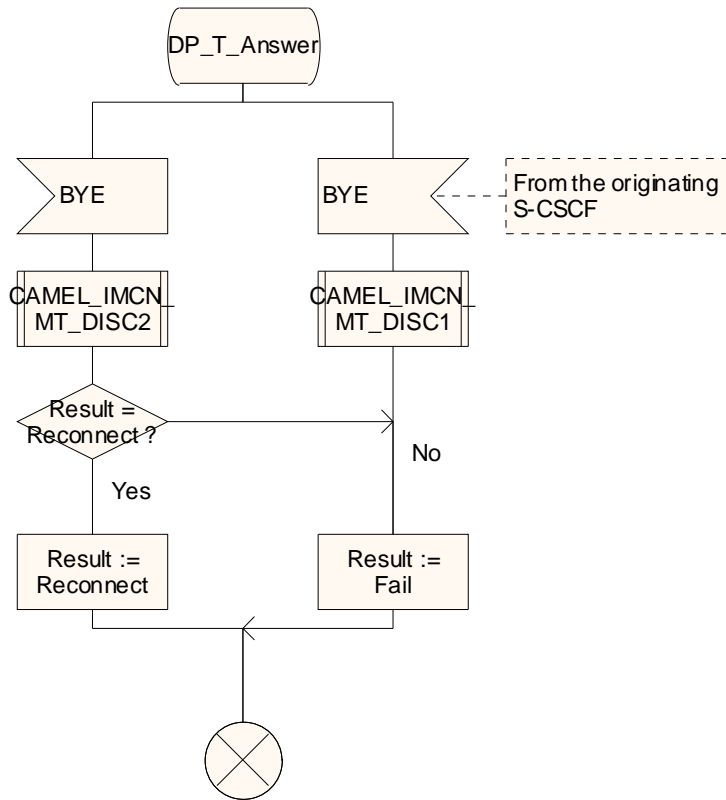 DP_T_Answer
BYE
BYE
From the originating
S-CSCF
CAMEL_IMCN_
MT_DISC2
CAMEL_IMCN_
MT_DISC1
Result =
Reconnect ?
No
Yes
Result :=
Reconnect
Result :=
Fail